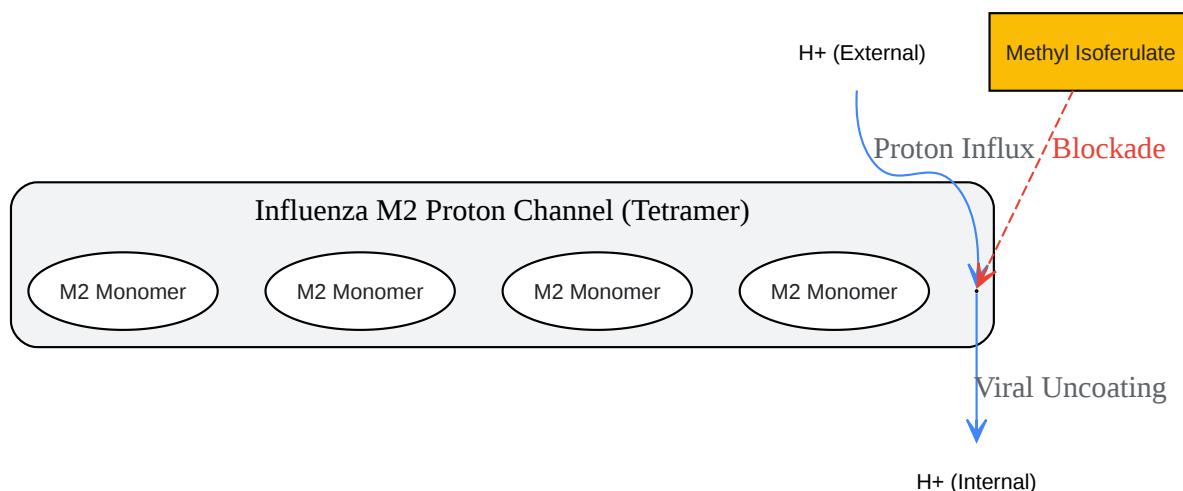 H+ (External)
Methyl Isoferulate
Proton Influx
Blockade
Influenza M2 Proton Channel (Tetramer)
M2 Monomer
M2 Monomer
M2 Monomer
M2 Monomer
Viral Uncoating
H+ (Internal)